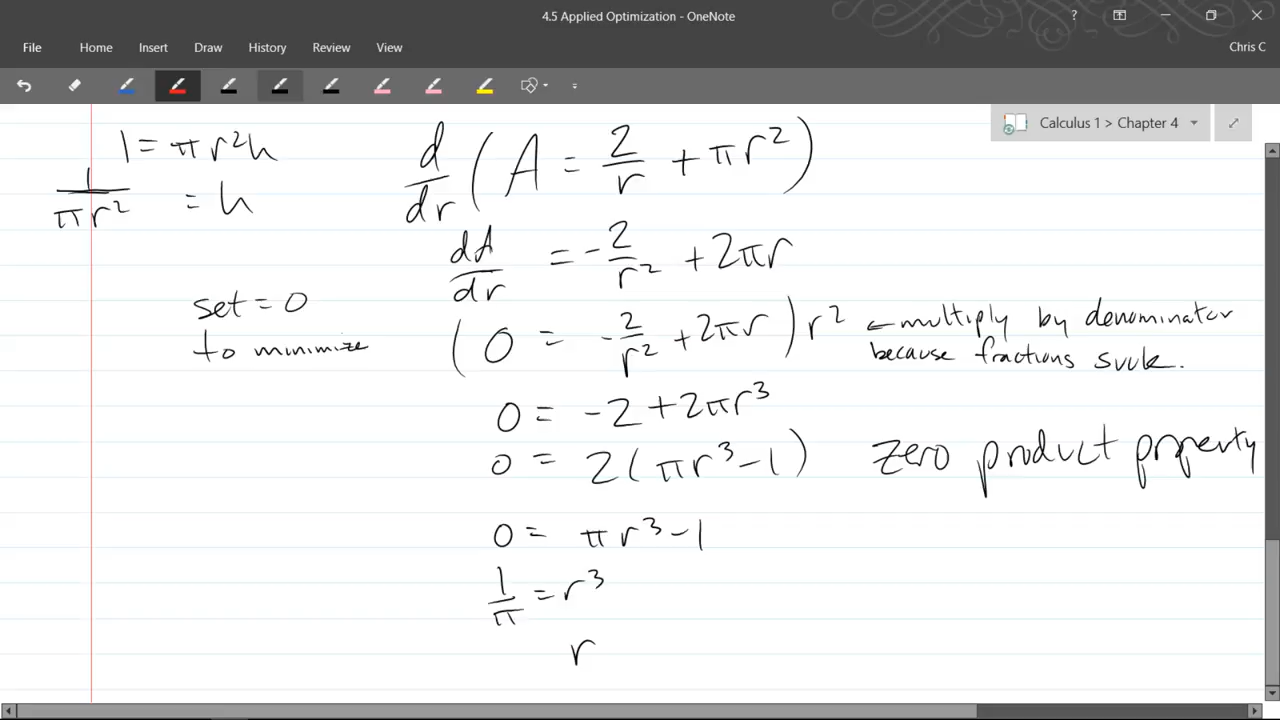 4.5 Applied Optimization - OneNote
File Home Insert Draw History Review View Chris C
Calculus 1 > Chapter 4
1 = πr²h
1/(πr²) = h
d/dr (A = 2/r + πr²)
dA/dr = -2/r² + 2πr
set = 0
to minimize
(0 = -2/r² + 2πr) r² ← multiply by denominator
because fractions suck.
0 = -2 + 2πr³
0 = 2(πr³ - 1) zero product property
0 = πr³ - 1
1/π = r³
r